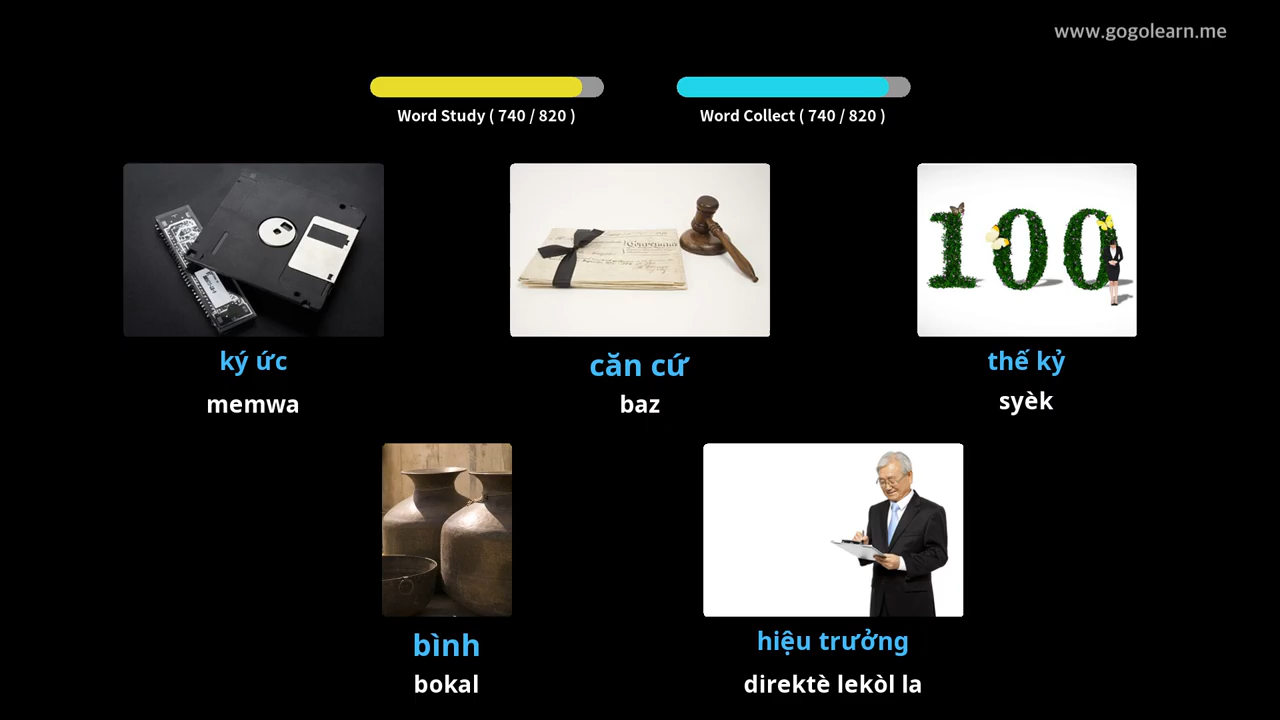 www.gogolearn.me
Word Study ( 740 / 820 )
Word Collect ( 740 / 820 )
ký ức
memwa
căn cứ
baz
thế kỷ
syèk
bình
bokal
hiệu trưởng
direktè lekòl la